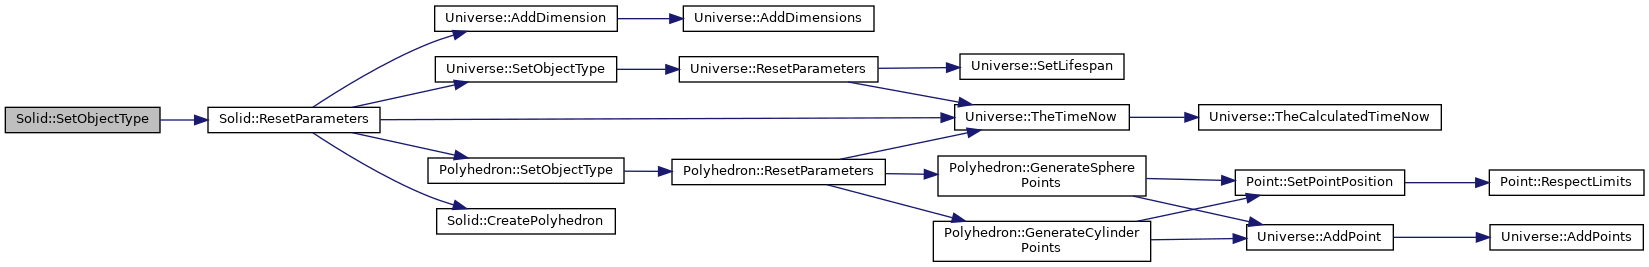 Solid::SetObjectType
Solid::ResetParameters
Universe::AddDimension
Universe::AddDimensions
Universe::SetObjectType
Universe::ResetParameters
Universe::SetLifespan
Universe::TheTimeNow
Universe::TheCalculatedTimeNow
Polyhedron::SetObjectType
Polyhedron::ResetParameters
Polyhedron::GenerateSphere
Points
Point::SetPointPosition
Point::RespectLimits
Solid::CreatePolyhedron
Polyhedron::GenerateCylinder
Points
Universe::AddPoint
Universe::AddPoints